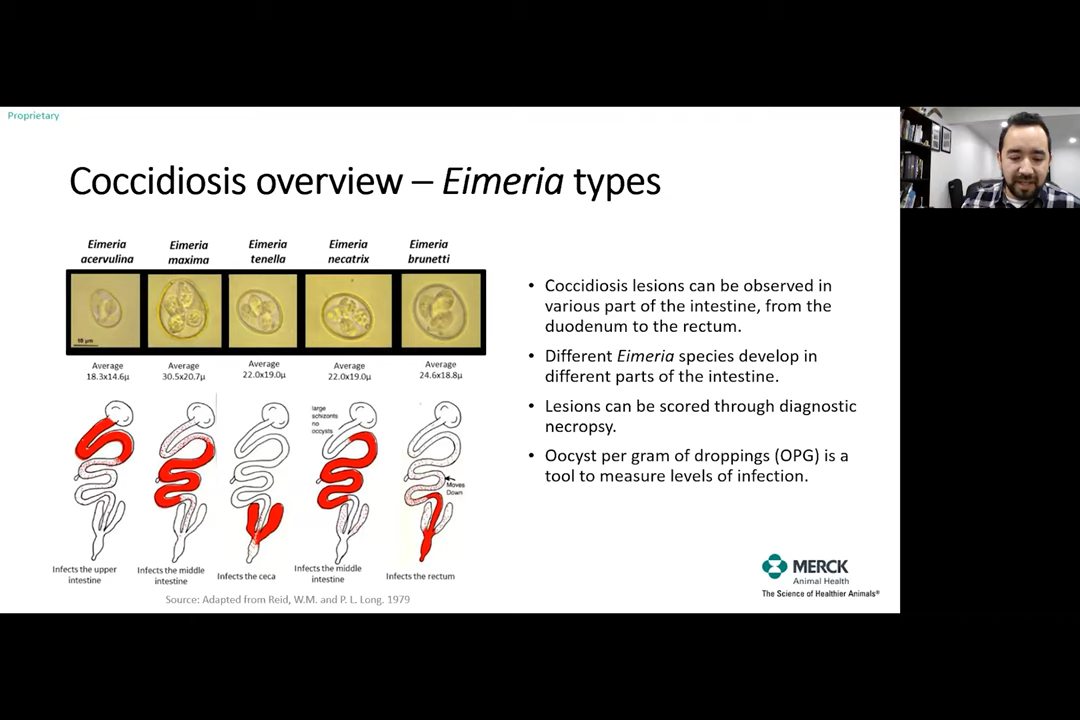 Proprietary
Coccidiosis overview – Eimeria types
Eimeria acervulina
Eimeria maxima
Eimeria tenella
Eimeria necatrix
Eimeria brunetti
10 μm
Average 18.3x14.6μ
Average 30.5x20.7μ
Average 22.0x19.0μ
Average 22.0x19.0μ
Average 24.6x18.8μ
large
schizonts
no
oocysts
Moves
Down
Infects the upper intestine
Infects the middle intestine
Infects the ceca
Infects the middle intestine
Infects the rectum
Source: Adapted from Reid, W.M. and P. L. Long. 1979
• Coccidiosis lesions can be observed in
various part of the intestine, from the
duodenum to the rectum.
• Different Eimeria species develop in
different parts of the intestine.
• Lesions can be scored through diagnostic
necropsy.
• Oocyst per gram of droppings (OPG) is a
tool to measure levels of infection.
MERCK
Animal Health
The Science of Healthier Animals®